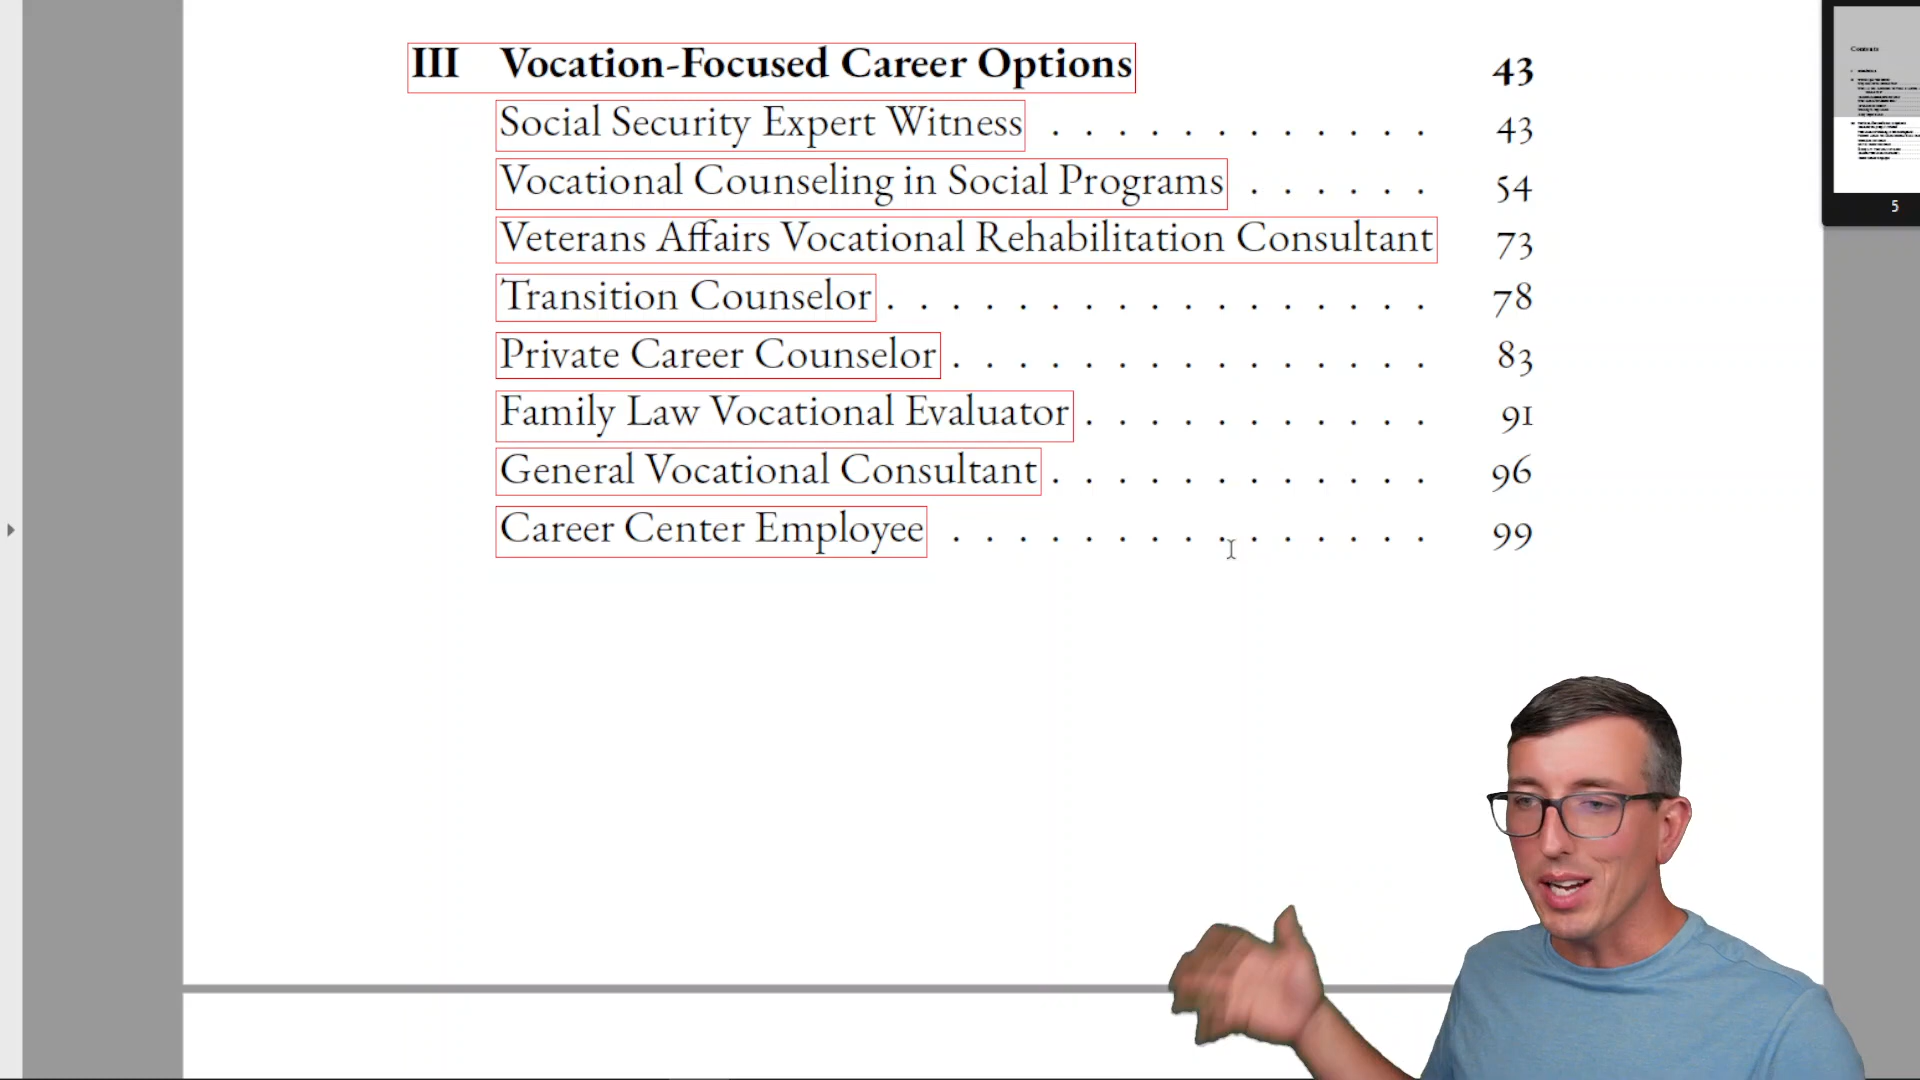 III Vocation-Focused Career Options 43
Social Security Expert Witness . . . . . . . . . . . . 43
Vocational Counseling in Social Programs . . . . . . 54
Veterans Affairs Vocational Rehabilitation Consultant 73
Transition Counselor . . . . . . . . . . . . . . . . . 78
Private Career Counselor . . . . . . . . . . . . . . . 83
Family Law Vocational Evaluator . . . . . . . . . . . 91
General Vocational Consultant . . . . . . . . . . . . 96
Career Center Employee . . . . . . . . . . . . . . . 99
Contents
5